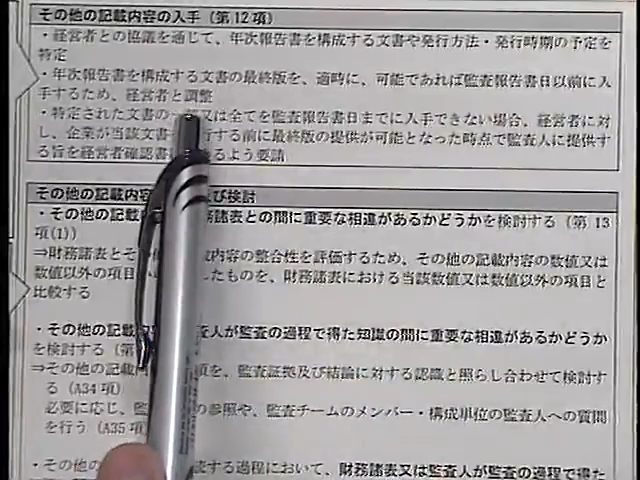 その他の記載内容の入手（第12項）
・経営者との協議を通じて、年次報告書を構成する文書や発行方法・発行時期の予定を
特定
・年次報告書を構成する文書の最終版を、適時に、可能であれば監査報告書日以前に入
手するため、経営者と調整
・特定された文書の 又は全てを監査報告書日までに入手できない場合、経営者に対
し、企業が当該文書 行する前に最終版の提供が可能となった時点で監査人に提供す
る旨を経営者確認書 るよう要請
その他の記載内容 及び検討
・その他の記載 務諸表との間に重要な相違があるかどうかを検討する（第13
項(1)）
⇒財務諸表とそ 載内容の整合性を評価するため、その他の記載内容の数値又は
数値以外の項目 したものを、財務諸表における当該数値又は数値以外の項目と
比較する
・その他の記載 査人が監査の過程で得た知識の間に重要な相違があるかどうか
を検討する（第
⇒その他の記載 項を、監査証拠及び結論に対する認識と照らし合わせて検討す
る（A34項）
必要に応じ、監 の参照や、監査チームのメンバー・構成単位の監査人への質問
を行う（A35項
・その他の 読する過程において、財務諸表又は監査人が監査の過程で得た